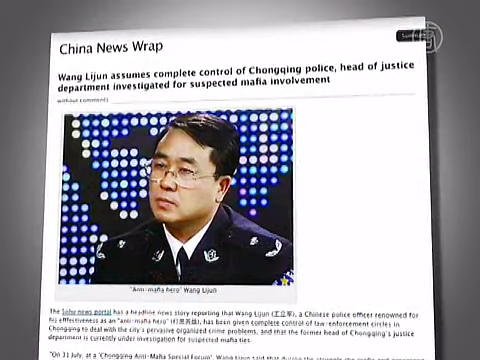 China News Wrap
Wang Lijun assumes complete control of Chongqing police, head of justice
department investigated for suspected mafia involvement
without comments
"Anti-mafia hero" Wang Lijun
The Sohu news portal has a headline news story reporting that Wang Lijun (王立军), a Chinese police officer renowned for
his effectiveness as an "anti-mafia hero" (打黑英雄), has been given complete control of law-enforcement circles in
Chongqing to deal with the city's pervasive organized crime problems, and that the former head of Chongqing's justice
department is currently under investigation for suspected mafia ties.
"On 31 July, at a 'Chongqing Anti-Mafia Special Forum', Wang Lijun said that during the struggle the mafia